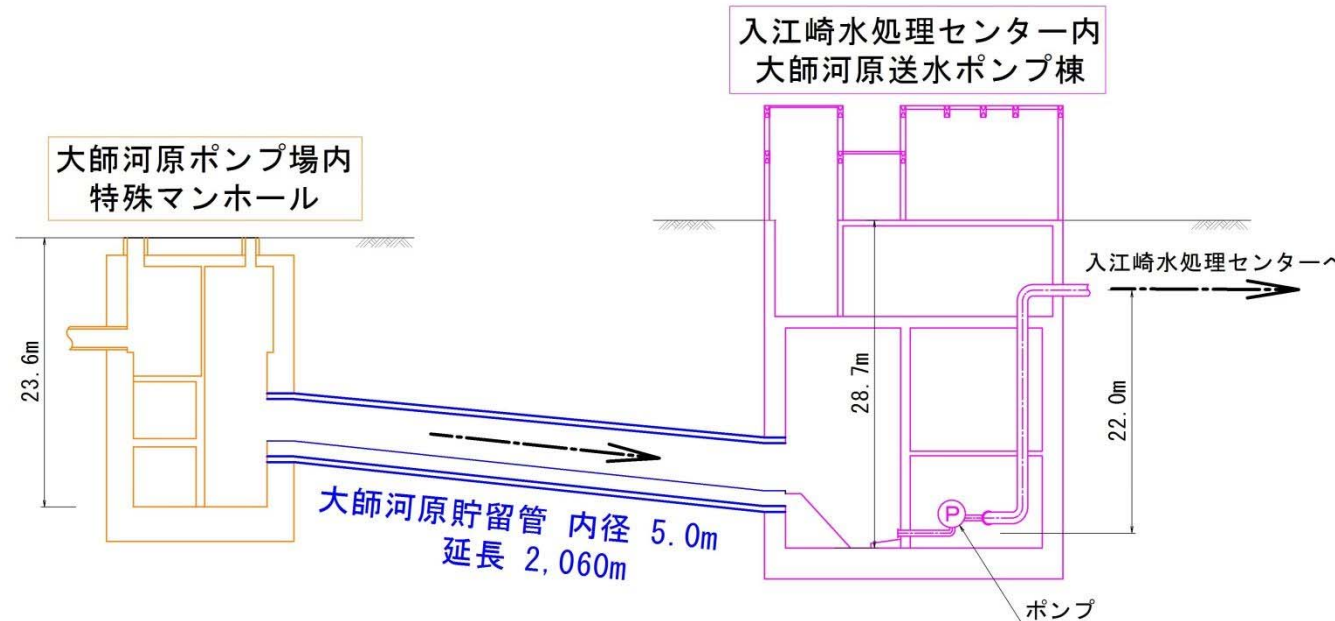 入江崎水処理センター内
大師河原送水ポンプ棟
大師河原ポンプ場内
特殊マンホール
入江崎水処理センターへ
23.6m
28.7m
22.0m
大師河原貯留管 内径 5.0m
延長 2,060m
P
ポンプ